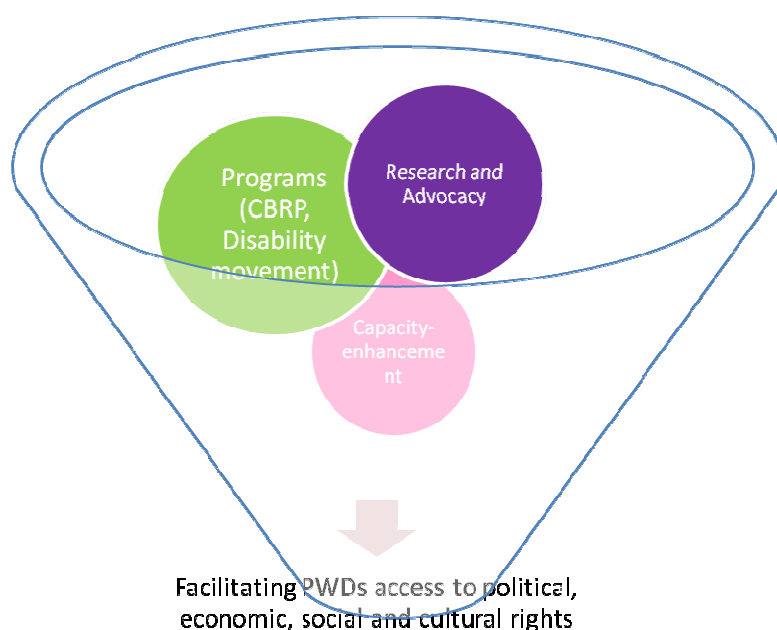 Programs
(CBRP,
Disability
movement)
Research and
Advocacy
Capacity-
enhanceme
nt
Facilitating PWDs access to political,
economic, social and cultural rights